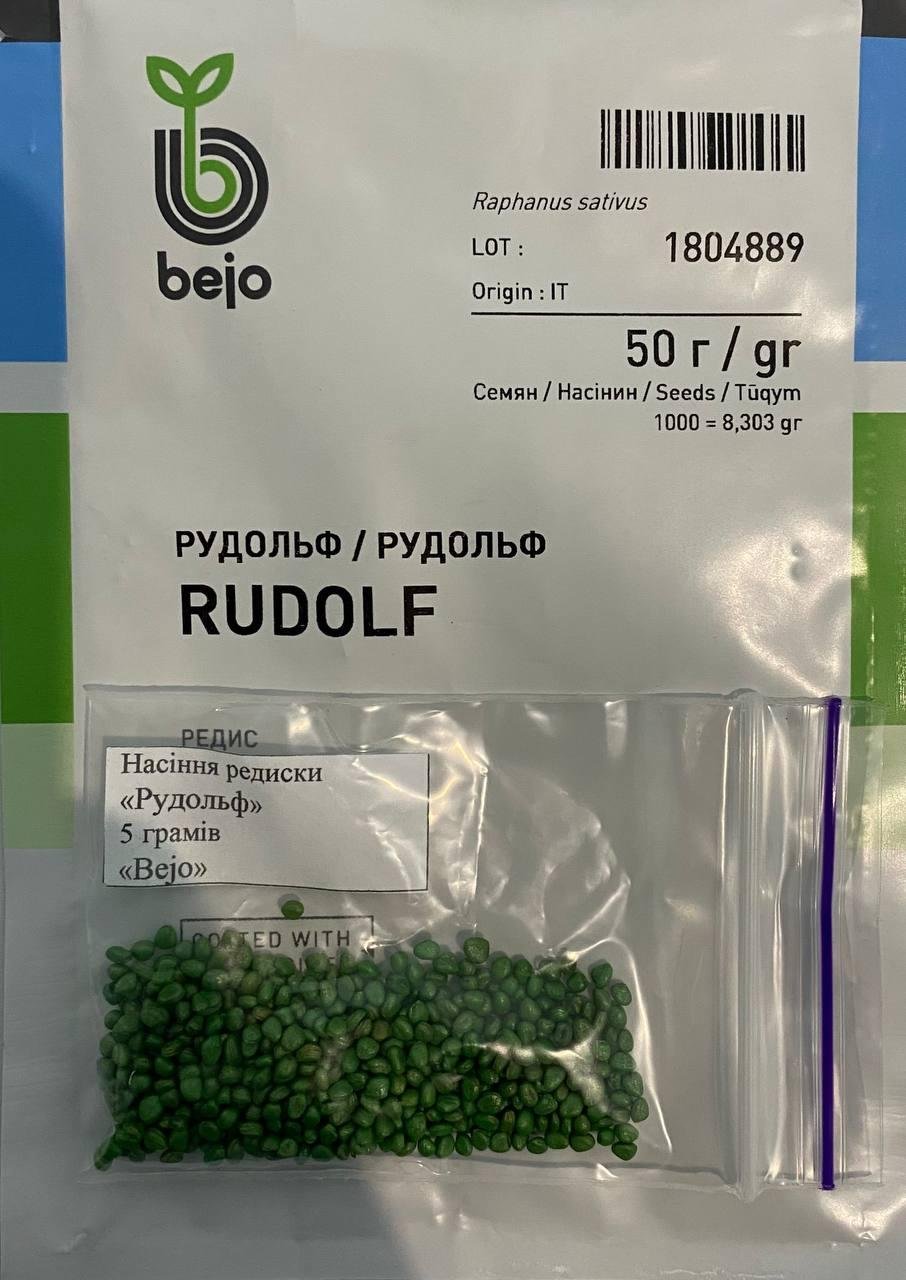 bejo
Raphanus sativus
LOT : 1804889
Origin : IT
50 г / gr
Семян / Насінин / Seeds / Tūqym
1000 = 8,303 gr
РУДОЛЬФ / РУДОЛЬФ
RUDOLF
РЕДИС
Насіння редиски
«Рудольф»
5 грамів
«Bejo»
WITH